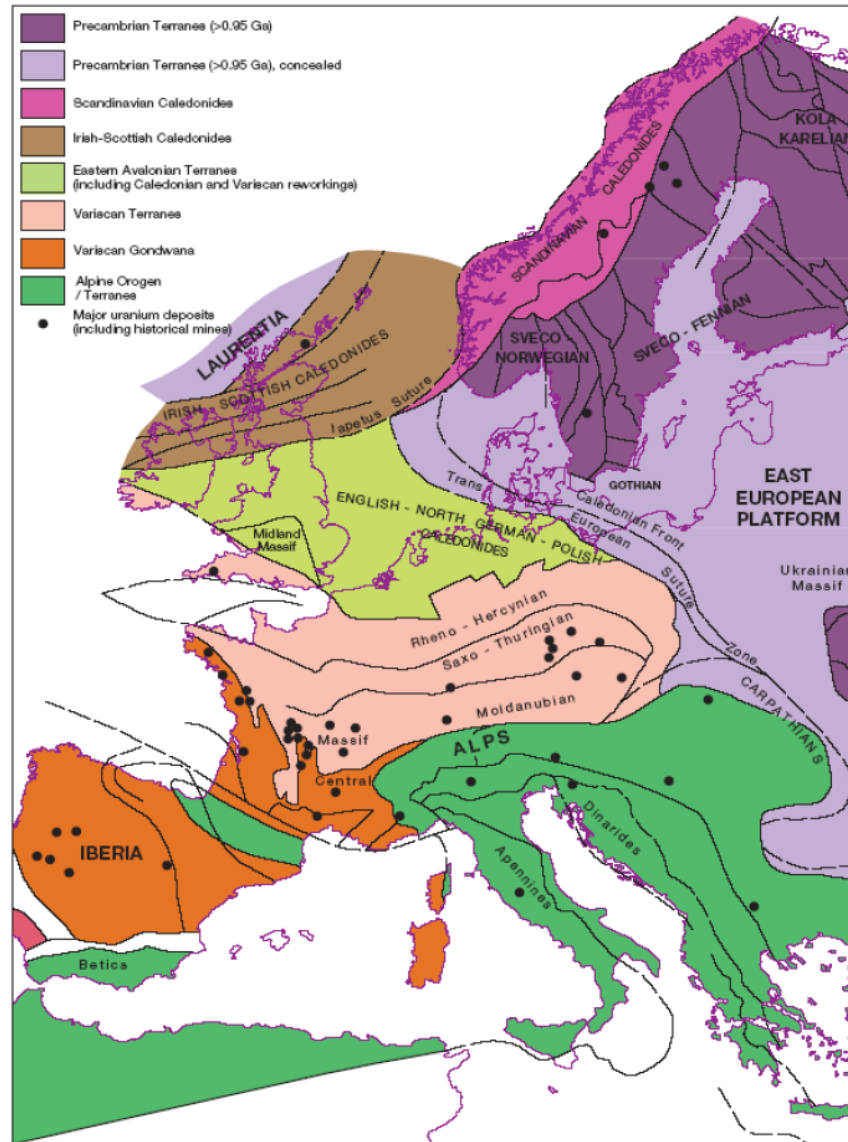 Precambrian Terranes (>0.95 Ga)
Precambrian Terranes (>0.95 Ga), concealed
Scandinavian Caledonides
Irish-Scottish Caledonides
Eastern Avalonian Terranes
(including Caledonian and Variscan reworkings)
Variscan Terranes
Variscan Gondwana
Alpine Orogen
/ Terranes
Major uranium deposits
(including historical mines)
KOLA
KARELIAN
SCANDINAVIAN CALEDONIDES
SVECO - FENNIAN
SVECO
NORWEGIAN
LAURENTIA
IRISH - SCOTTISH CALEDONIDES
Iapetus Suture
GOTHIAN
EAST
EUROPEAN
PLATFORM
Trans European Suture Zone
Caledonian Front
ENGLISH - NORTH GERMAN - POLISH
CALEDONIDES
Midland
Massif
Ukrainian
Massif
Rheno - Hercynian
Saxo - Thuringian
Moldanubian
CARPATHIANS
Massif
Central
ALPS
Dinarides
Apennines
IBERIA
Betics